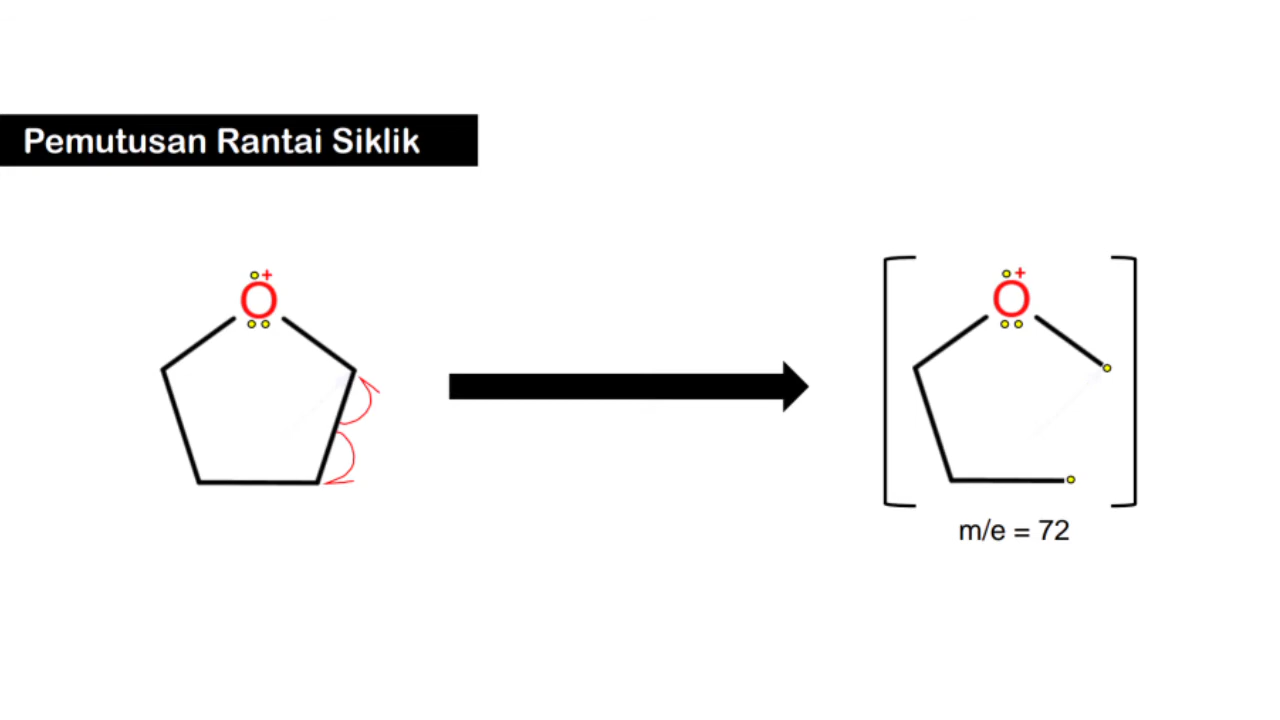 Pemutusan Rantai Siklik
+
O
+
O
m/e = 72